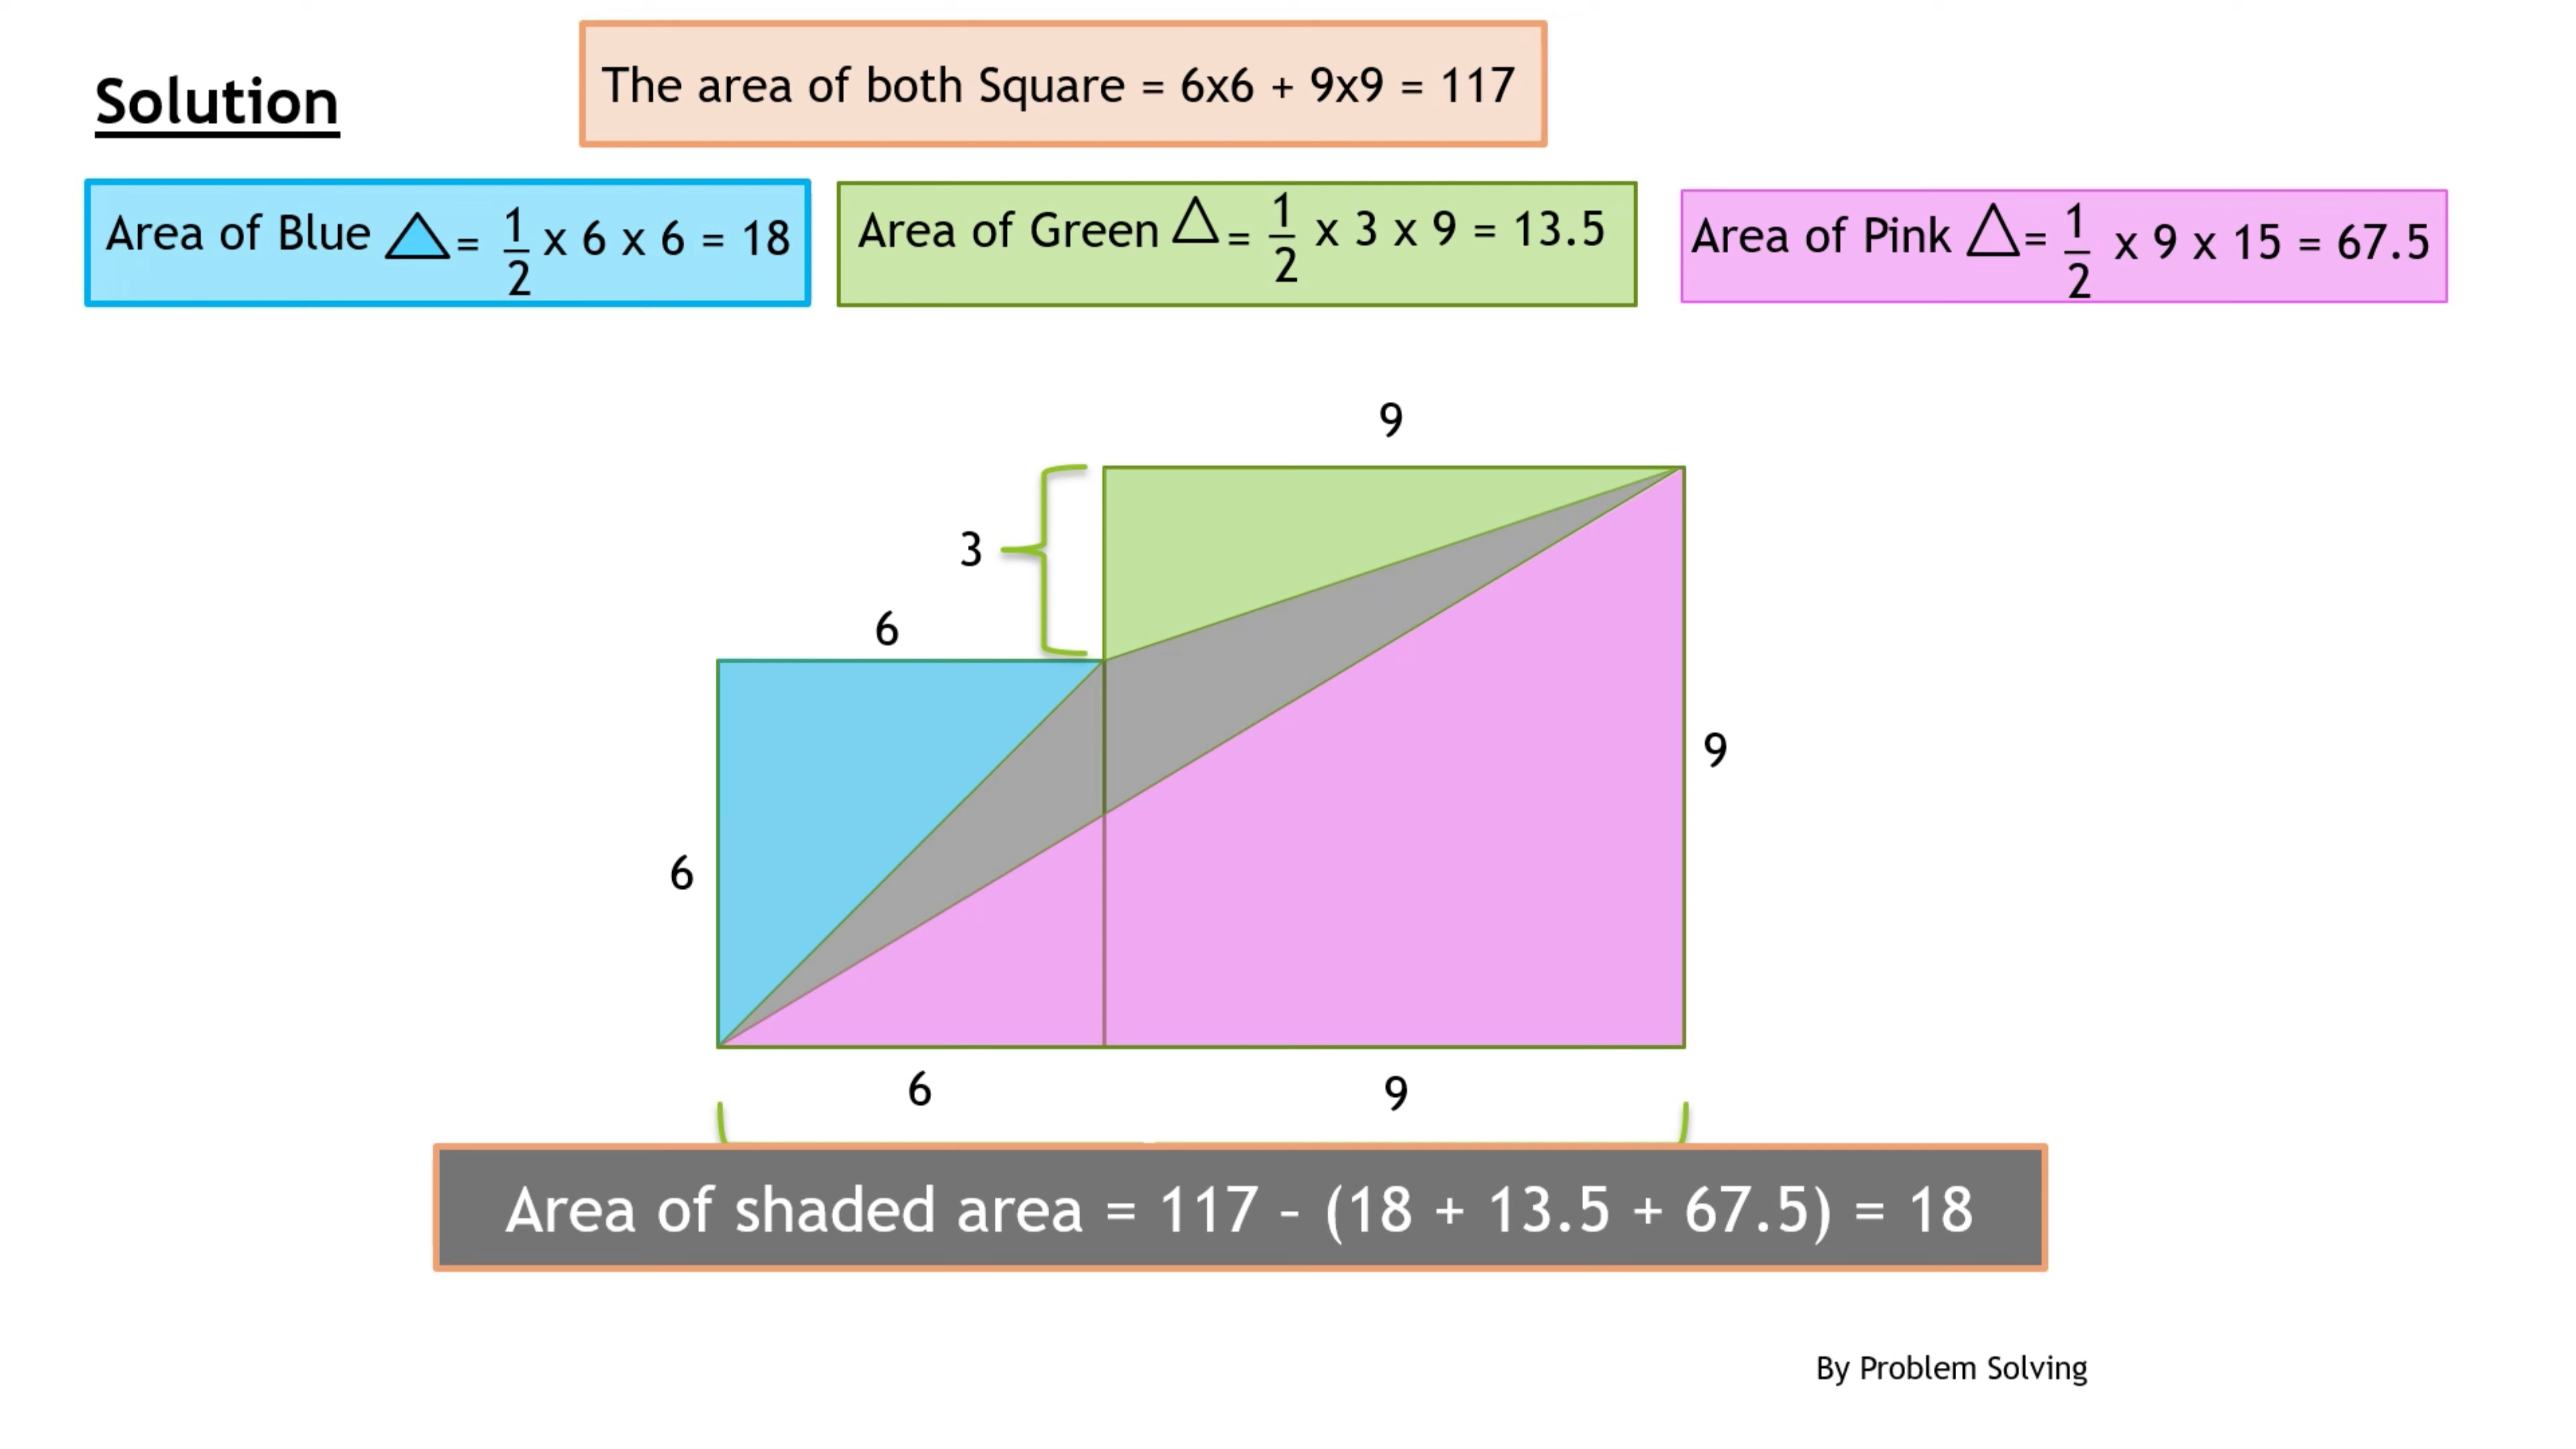 The area of both Square = 6x6 + 9x9 = 117
Solution
Area of Blue △ = 1/2 x 6 x 6 = 18
Area of Green △ = 1/2 x 3 x 9 = 13.5
Area of Pink △ = 1/2 x 9 x 15 = 67.5
9
3
6
9
6
6
9
Area of shaded area = 117 - (18 + 13.5 + 67.5) = 18
By Problem Solving